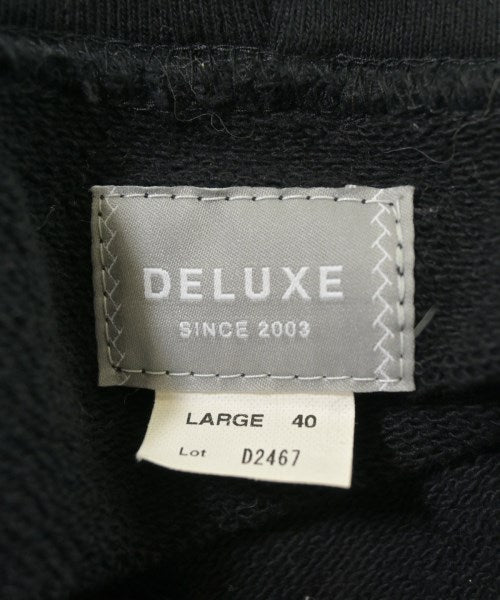 DELUXE
SINCE 2003
LARGE 40
Lot D2467